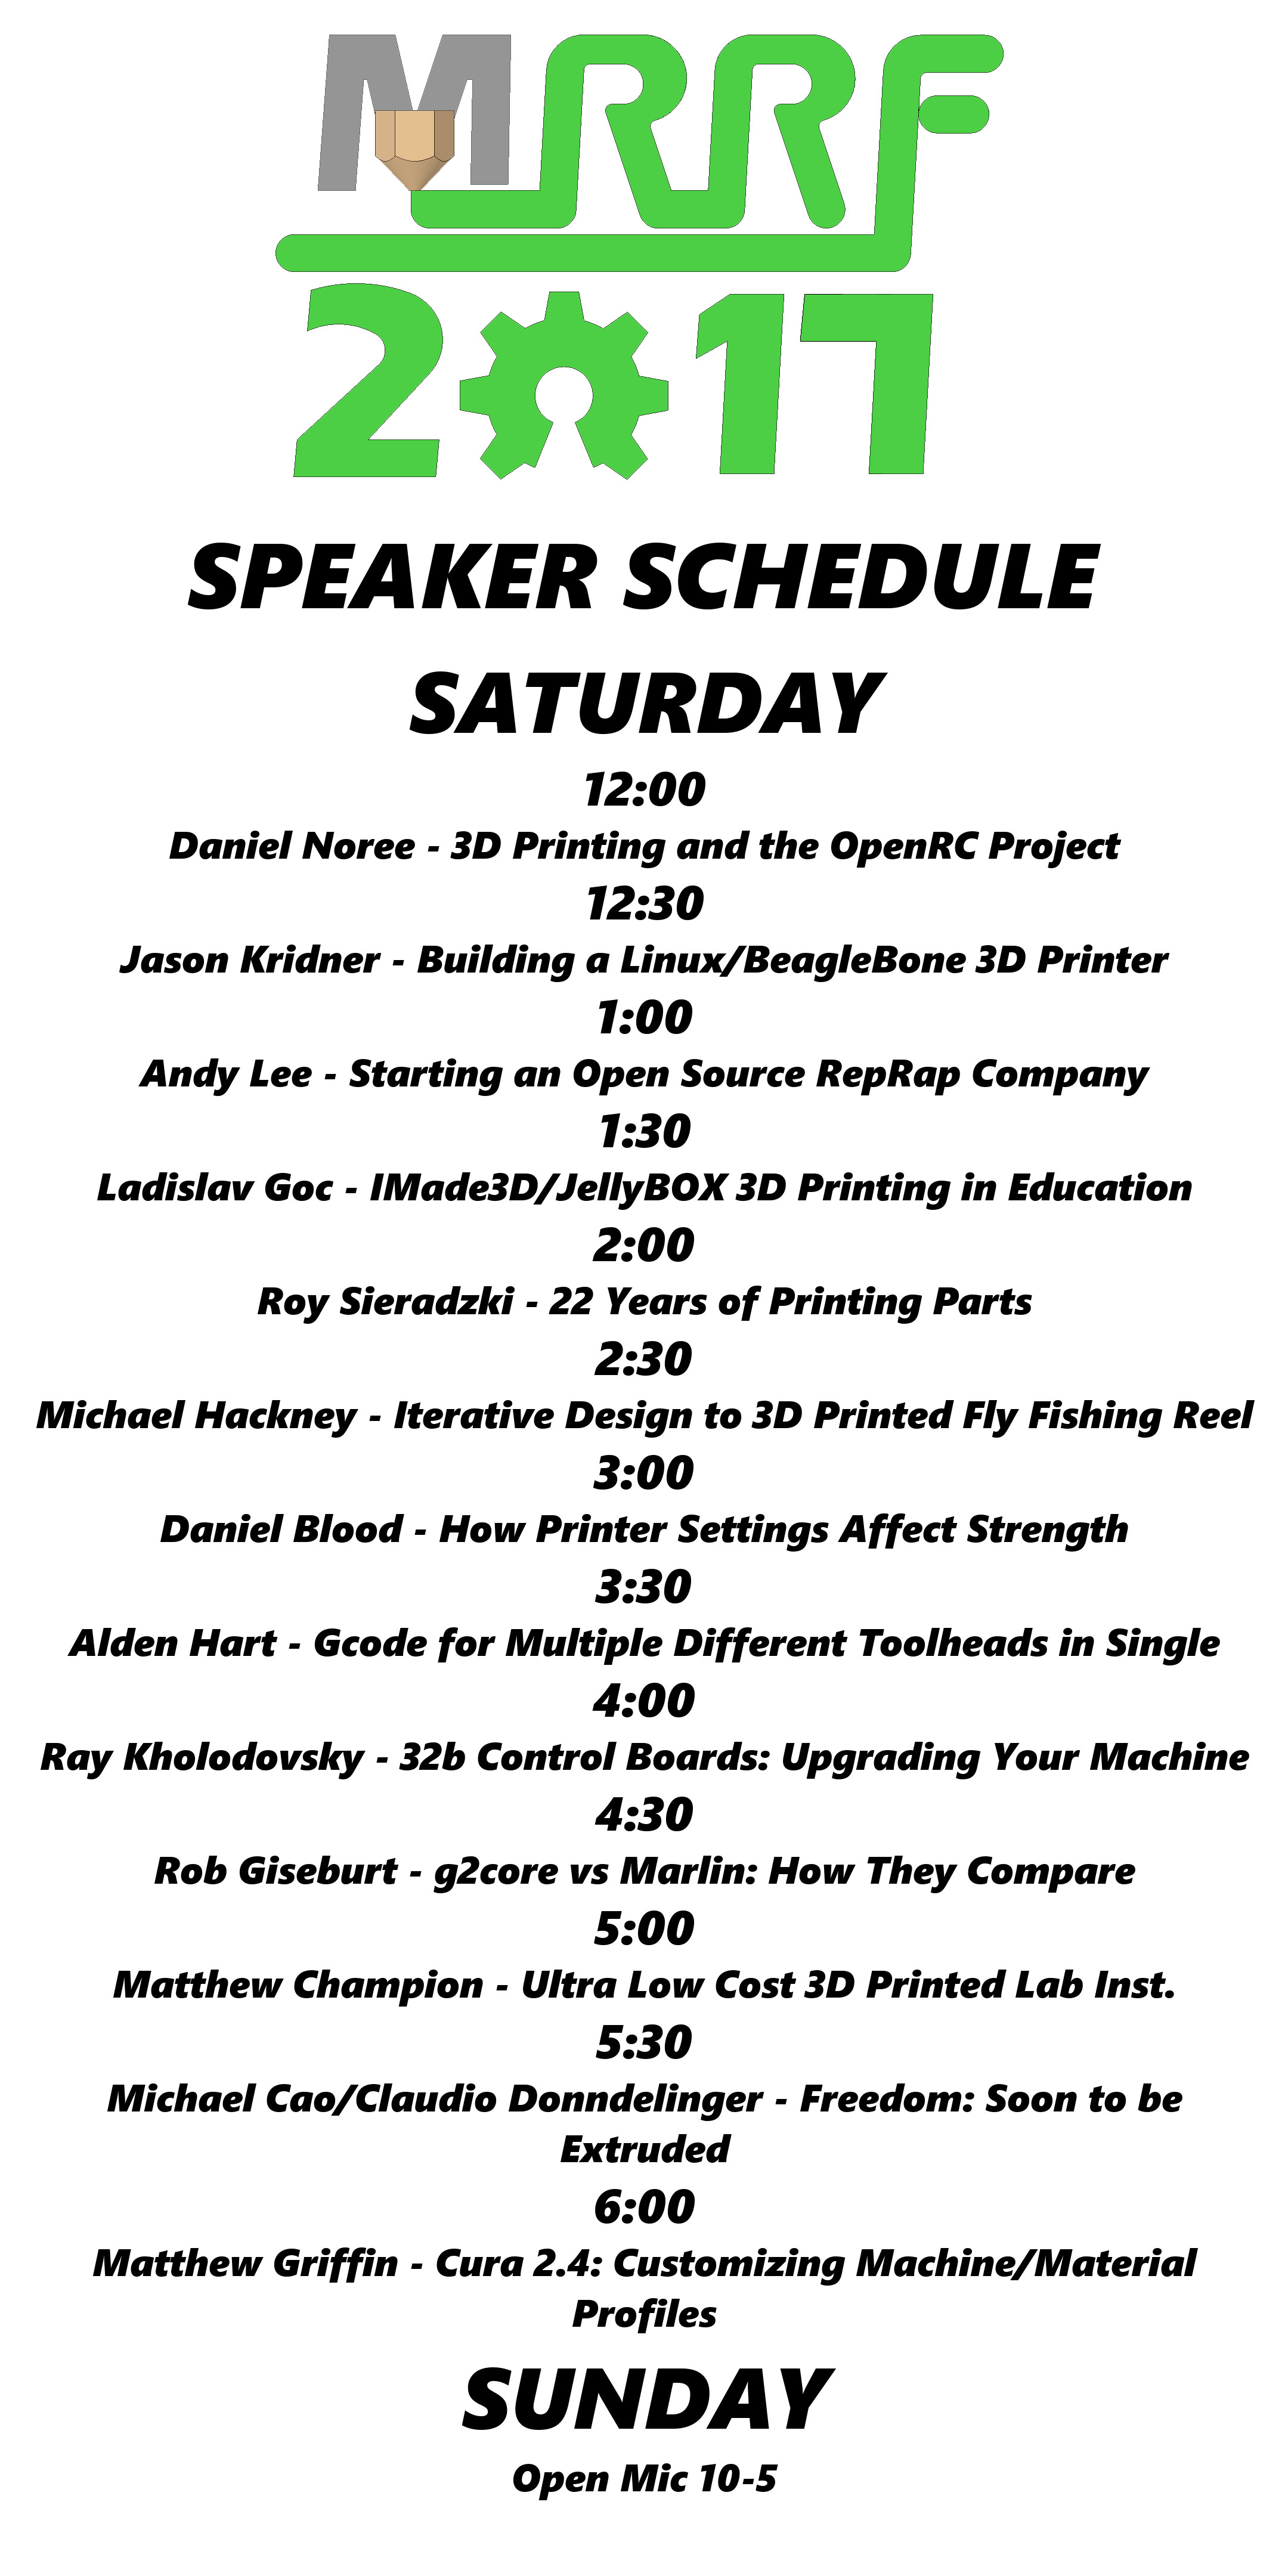 MRRF
2017
SPEAKER SCHEDULE
SATURDAY
12:00
Daniel Noree - 3D Printing and the OpenRC Project
12:30
Jason Kridner - Building a Linux/BeagleBone 3D Printer
1:00
Andy Lee - Starting an Open Source RepRap Company
1:30
Ladislav Goc - IMade3D/JellyBOX 3D Printing in Education
2:00
Roy Sieradzki - 22 Years of Printing Parts
2:30
Michael Hackney - Iterative Design to 3D Printed Fly Fishing Reel
3:00
Daniel Blood - How Printer Settings Affect Strength
3:30
Alden Hart - Gcode for Multiple Different Toolheads in Single
4:00
Ray Kholodovsky - 32b Control Boards: Upgrading Your Machine
4:30
Rob Giseburt - g2core vs Marlin: How They Compare
5:00
Matthew Champion - Ultra Low Cost 3D Printed Lab Inst.
5:30
Michael Cao/Claudio Donndelinger - Freedom: Soon to be
Extruded
6:00
Matthew Griffin - Cura 2.4: Customizing Machine/Material
Profiles
SUNDAY
Open Mic 10-5